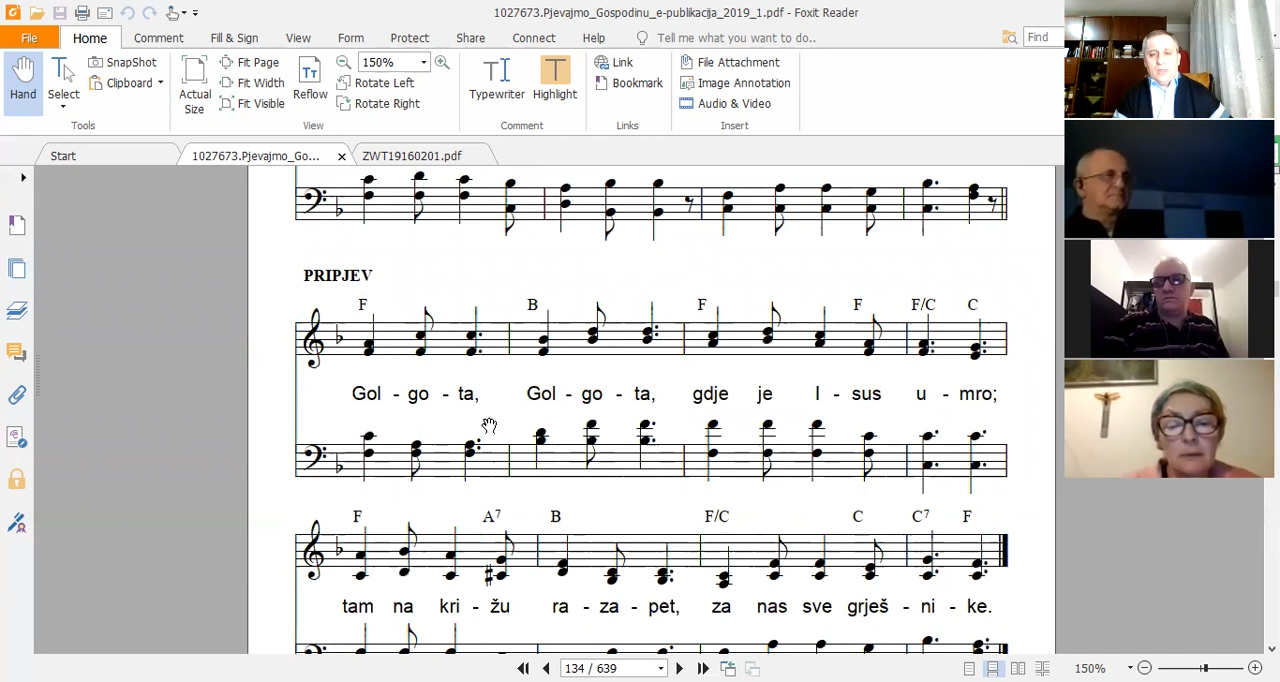 1027673.Pjevajmo_Gospodinu_e-publikacija_2019_1.pdf - Foxit Reader
File Home Comment Fill & Sign View Form Protect Share Connect Help Tell me what you want to do.. Find
Hand
Select
SnapShot
Clipboard
Actual Size
Fit Page
Fit Width
Fit Visible
Reflow
150%
Rotate Left
Rotate Right
Typewriter
Highlight
Link
Bookmark
File Attachment
Image Annotation
Audio & Video
Tools View Comment Links Insert
Start 1027673.Pjevajmo_Go... ZWT19160201.pdf
PRIPJEV
F B F F F/C C
Gol - go - ta, Gol - go - ta, gdje je I - sus u - mro;
F A7 B F/C C C7 F
tam na kri - žu ra - za - pet, za nas sve grješ - ni - ke.
134 / 639 150%